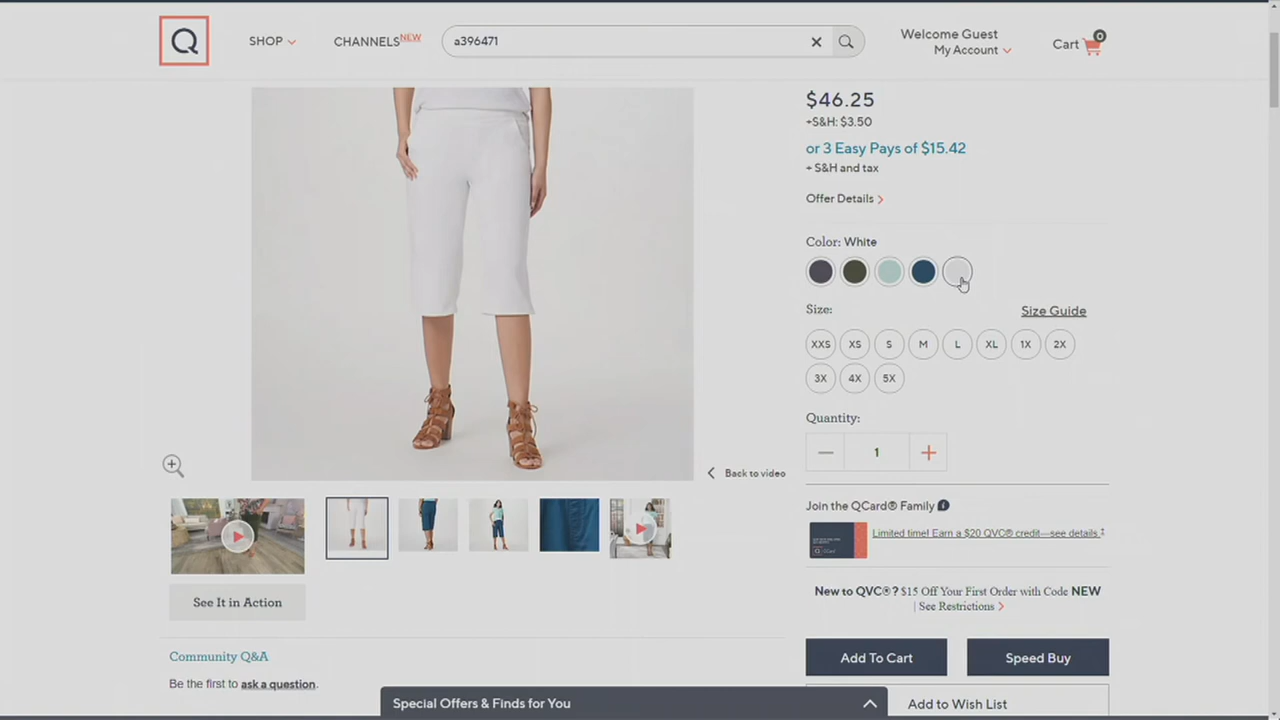 Q
SHOP
CHANNELS NEW
a396471
Welcome Guest
My Account
Cart
0
$46.25
+S&H: $3.50
or 3 Easy Pays of $15.42
+ S&H and tax
Offer Details
Color: White
Size:
Size Guide
XXS XS S M L XL 1X 2X
3X 4X 5X
Quantity:
1
Back to video
Join the QCard® Family
Limited time! Earn a $20 QVC® credit—see details.‡
See It in Action
New to QVC®? $15 Off Your First Order with Code NEW
| See Restrictions
Community Q&A
Be the first to ask a question.
Add To Cart
Speed Buy
Special Offers & Finds for You
Add to Wish List